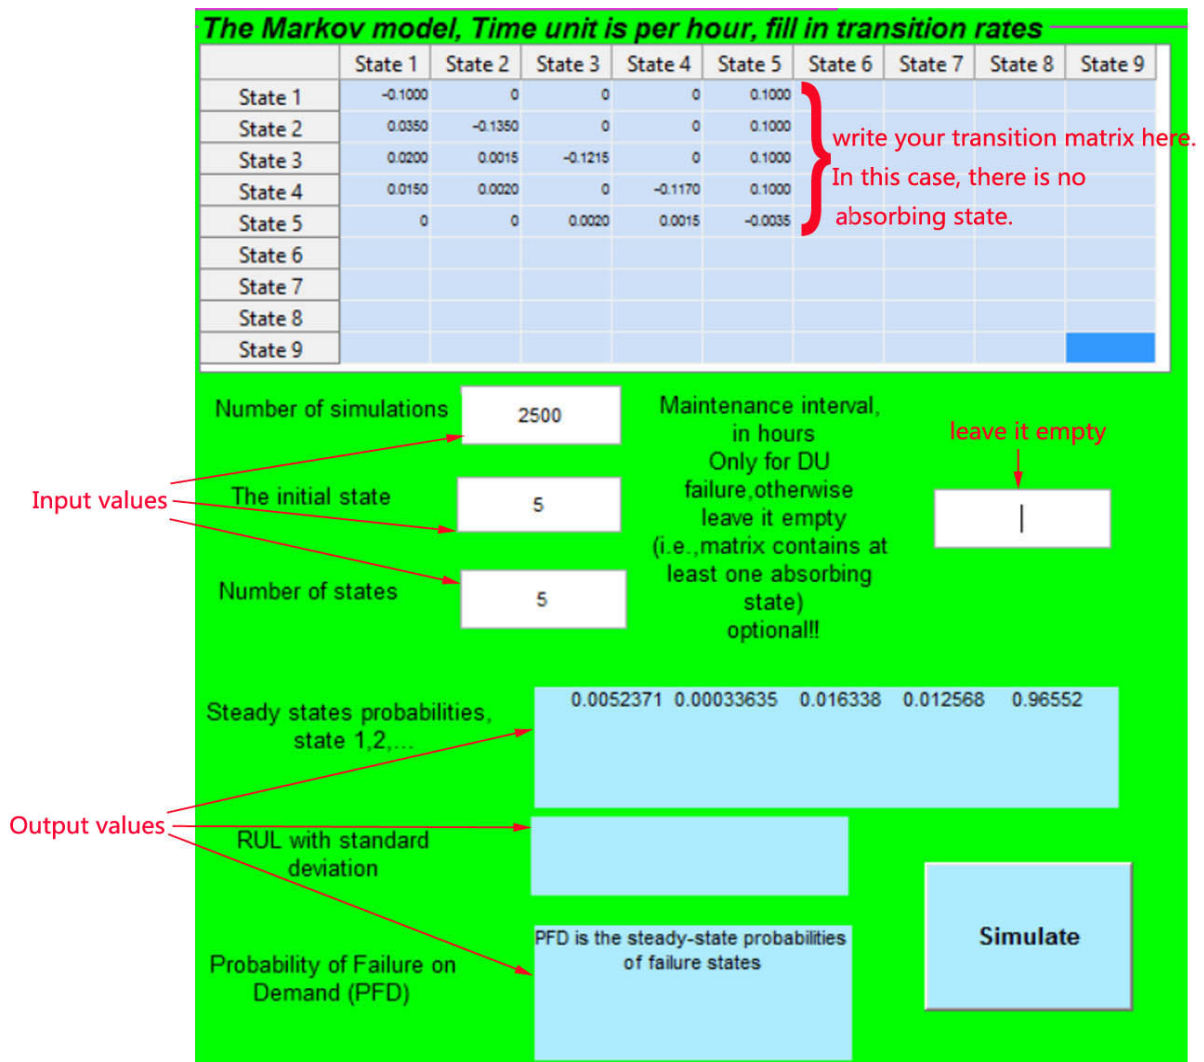 The Markov model, Time unit is per hour, fill in transition rates
State 1 State 2 State 3 State 4 State 5 State 6 State 7 State 8 State 9
State 1 -0.1000 0 0 0 0.1000
State 2 0.0350 -0.1350 0 0 0.1000
State 3 0.0200 0.0015 -0.1215 0 0.1000
State 4 0.0150 0.0020 0 -0.1170 0.1000
State 5 0 0 0.0020 0.0015 -0.0035
State 6
State 7
State 8
State 9
write your transition matrix here.
In this case, there is no
absorbing state.
Input values
Number of simulations
2500
The initial state
5
Number of states
5
Maintenance interval,
in hours
Only for DU
failure,otherwise
leave it empty
(i.e.,matrix contains at
least one absorbing
state)
optional!!
leave it empty
Output values
Steady states probabilities,
state 1,2,...
0.0052371 0.00033635 0.016338 0.012568 0.96552
RUL with standard
deviation
Probability of Failure on
Demand (PFD)
PFD is the steady-state probabilities
of failure states
Simulate